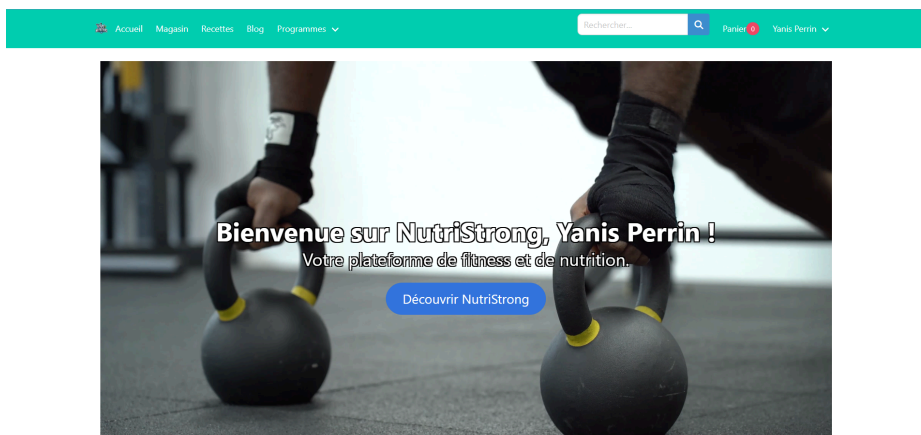 Accueil Magasin Recettes Blog Programmes Rechercher... Panier 0 Yanis Perrin
Bienvenue sur NutriStrong, Yanis Perrin !
Votre plateforme de fitness et de nutrition.
Découvrir NutriStrong